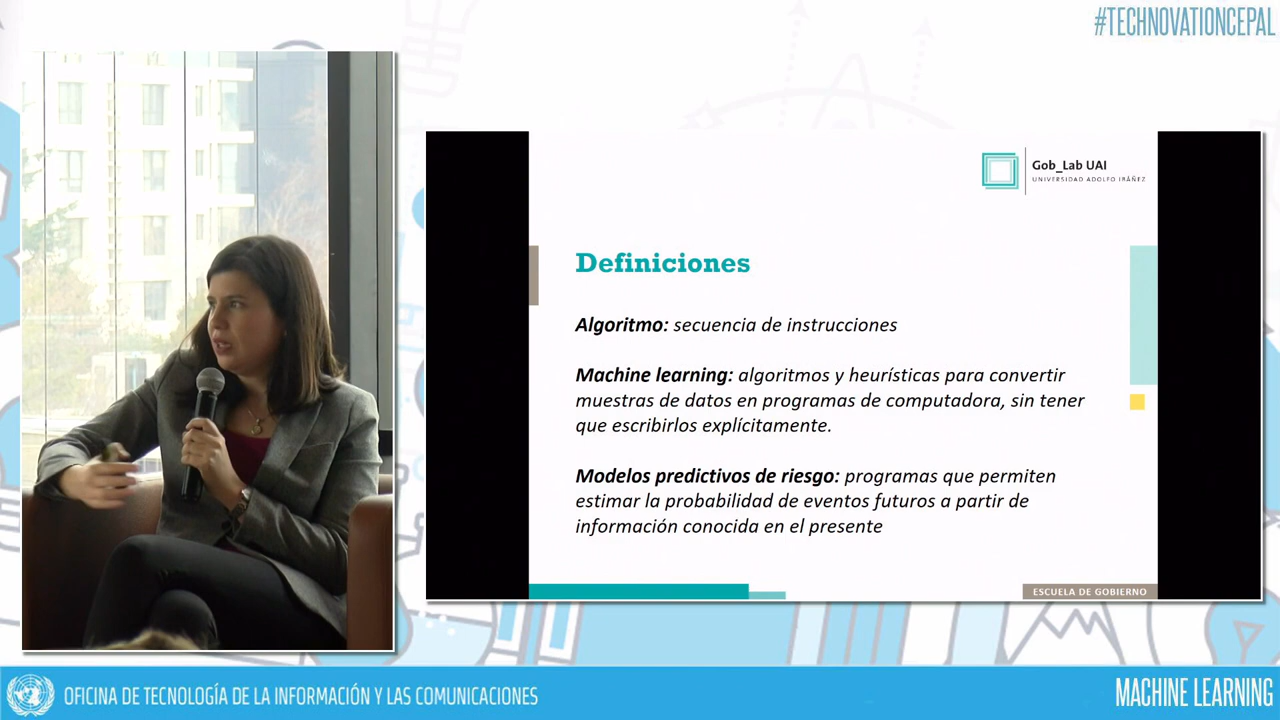 #TECHNOVATIONCEPAL
Gob_Lab UAI
UNIVERSIDAD ADOLFO IBÁÑEZ
Definiciones
Algoritmo: secuencia de instrucciones
Machine learning: algoritmos y heurísticas para convertir
muestras de datos en programas de computadora, sin tener
que escribirlos explícitamente.
Modelos predictivos de riesgo: programas que permiten
estimar la probabilidad de eventos futuros a partir de
información conocida en el presente
ESCUELA DE GOBIERNO
OFICINA DE TECNOLOGÍA DE LA INFORMACIÓN Y LAS COMUNICACIONES
MACHINE LEARNING